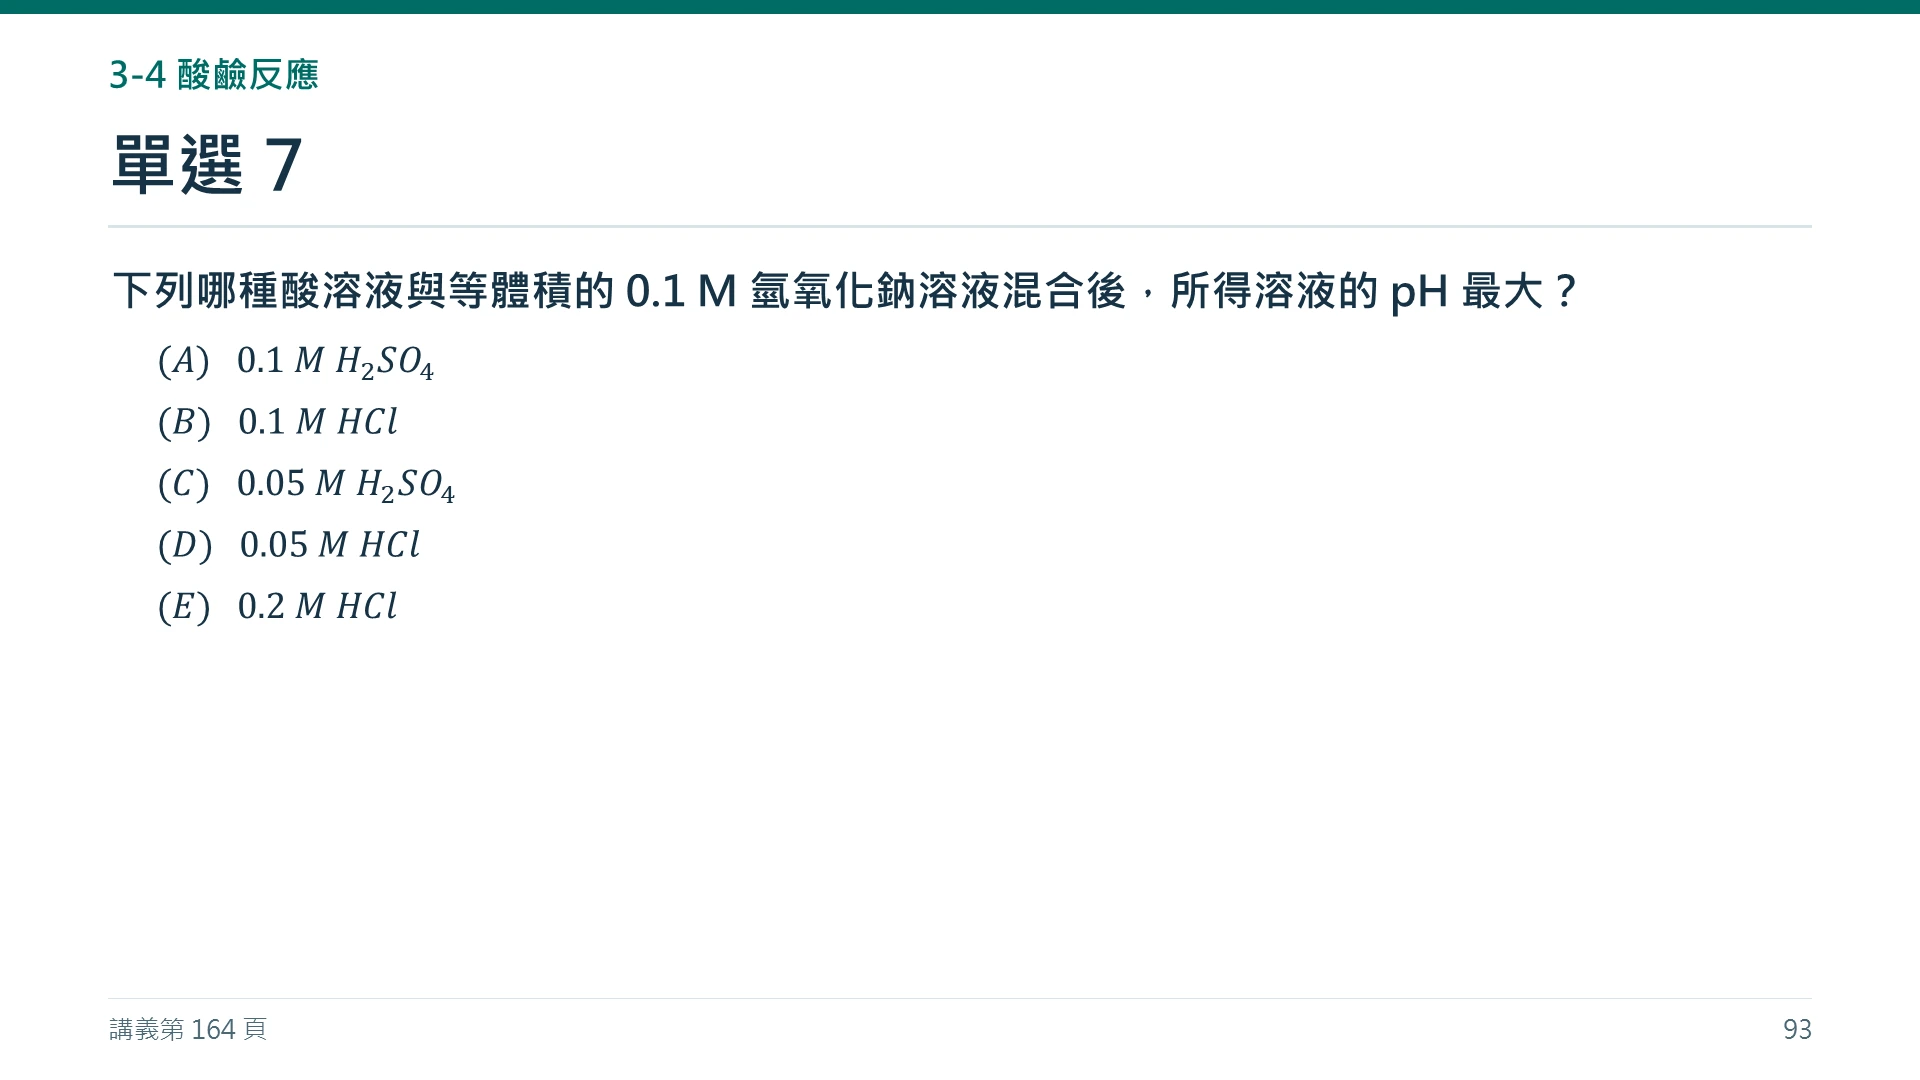 3-4 酸鹼反應
單選 7
下列哪種酸溶液與等體積的 0.1 M 氫氧化鈉溶液混合後，所得溶液的 pH 最大？
(A) 0.1 M H₂SO₄
(B) 0.1 M HCl
(C) 0.05 M H₂SO₄
(D) 0.05 M HCl
(E) 0.2 M HCl
講義第 164 頁
93